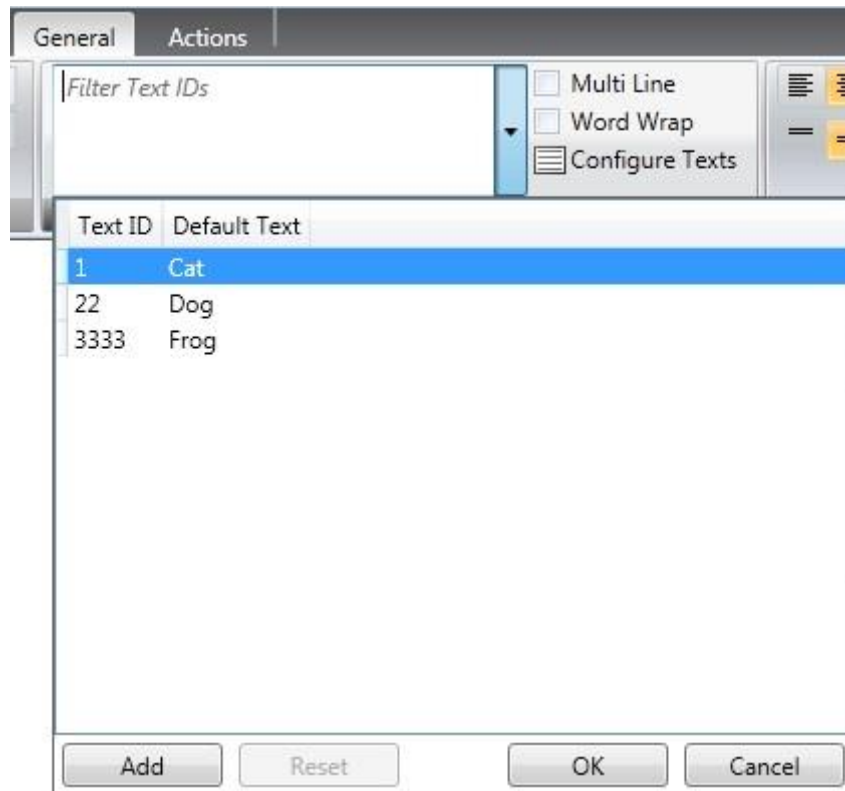 General Actions
Filter Text IDs
Multi Line
Word Wrap
Configure Texts
Text ID Default Text
1 Cat
22 Dog
3333 Frog
Add Reset OK Cancel